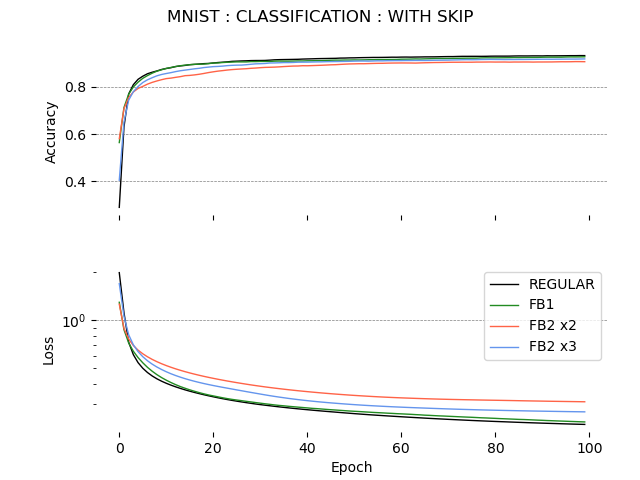 MNIST : CLASSIFICATION : WITH SKIP
Accuracy
0.8
0.6
0.4
Loss
10⁰
REGULAR
FB1
FB2 x2
FB2 x3
0 20 40 60 80 100
Epoch